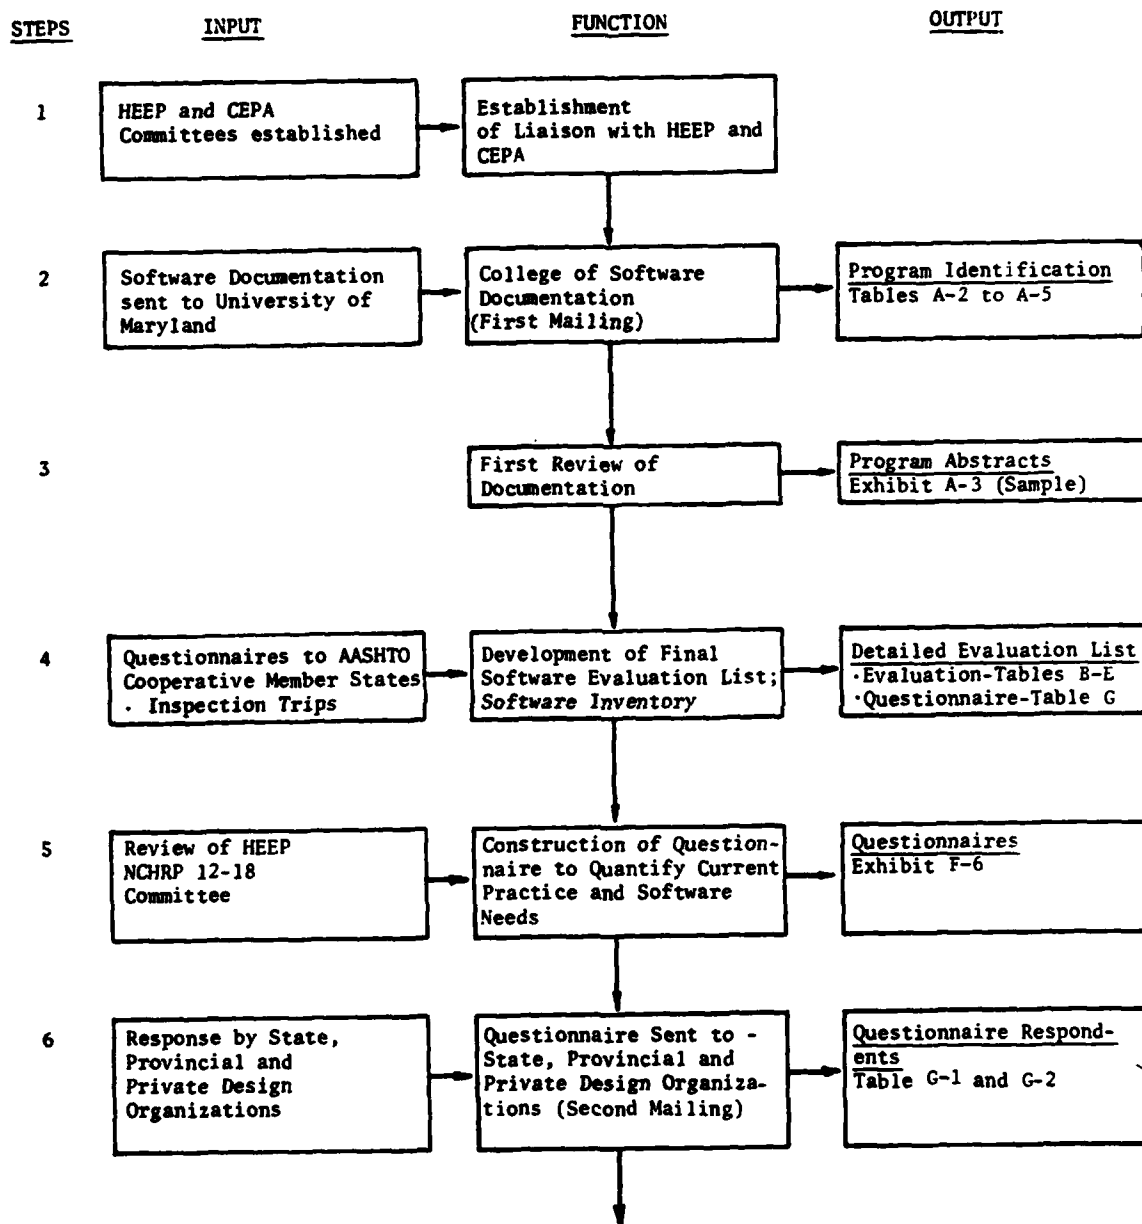 STEPS INPUT FUNCTION OUTPUT
1
HEEP and CEPA
Committees established
Establishment
of Liaison with HEEP and
CEPA
2
Software Documentation
sent to University of
Maryland
College of Software
Documentation
(First Mailing)
Program Identification
Tables A-2 to A-5
3
First Review of
Documentation
Program Abstracts
Exhibit A-3 (Sample)
4
Questionnaires to AASHTO
Cooperative Member States
· Inspection Trips
Development of Final
Software Evaluation List;
Software Inventory
Detailed Evaluation List
·Evaluation-Tables B-E
·Questionnaire-Table G
5
Review of HEEP
NCHRP 12-18
Committee
Construction of Question-
naire to Quantify Current
Practice and Software
Needs
Questionnaires
Exhibit F-6
6
Response by State,
Provincial and
Private Design
Organizations
Questionnaire Sent to -
State, Provincial and
Private Design Organiza-
tions (Second Mailing)
Questionnaire Respond-
ents
Table G-1 and G-2